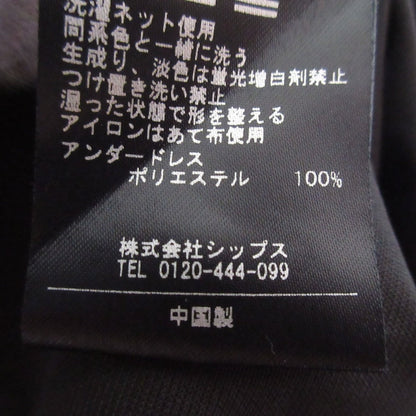 洗濯ネット使用
同系色と一緒に洗う
生成り、淡色は蛍光増白剤禁止
つけ置き洗い禁止
湿った状態で形を整える
アイロンはあて布使用
アンダードレス
ポリエステル 100%
株式会社シップス
TEL 0120-444-099
中国製